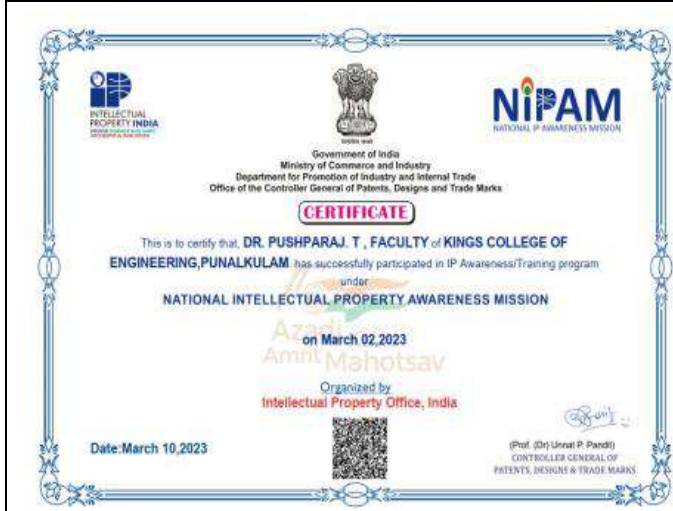 INTELLECTUAL
PROPERTY INDIA
NiPAM
NATIONAL IP AWARENESS MISSION
Government of India
Ministry of Commerce and Industry
Department for Promotion of Industry and Internal Trade
Office of the Controller General of Patents, Designs and Trade Marks
CERTIFICATE
This is to certify that, DR. PUSHPARAJ. T , FACULTY of KINGS COLLEGE OF
ENGINEERING,PUNALKULAM has successfully participated in IP Awareness/Training program
under
NATIONAL INTELLECTUAL PROPERTY AWARENESS MISSION
Azadi
on March 02,2023
Amrit Mahotsav
Organized by
Intellectual Property Office, India
Date:March 10,2023
(Prof. (Dr) Unnat P. Pandit)
CONTROLLER GENERAL OF
PATENTS, DESIGNS & TRADE MARKS